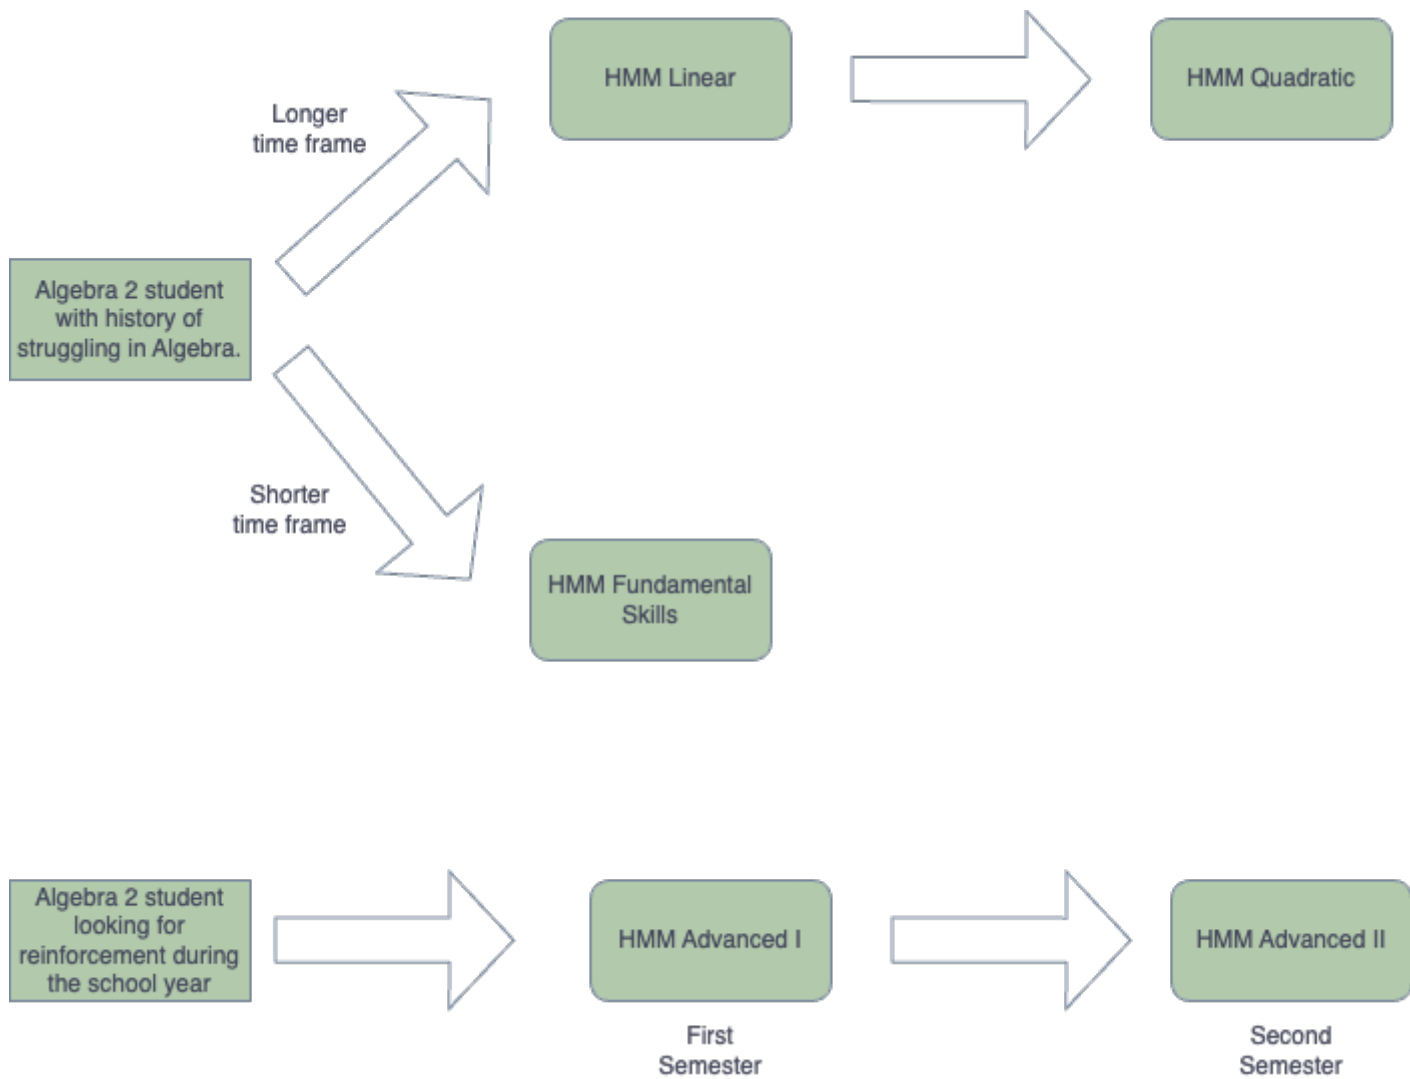 HMM Linear
HMM Quadratic
Longer
time frame
Algebra 2 student
with history of
struggling in Algebra.
Shorter
time frame
HMM Fundamental
Skills
Algebra 2 student
looking for
reinforcement during
the school year
HMM Advanced I
HMM Advanced II
First
Semester
Second
Semester